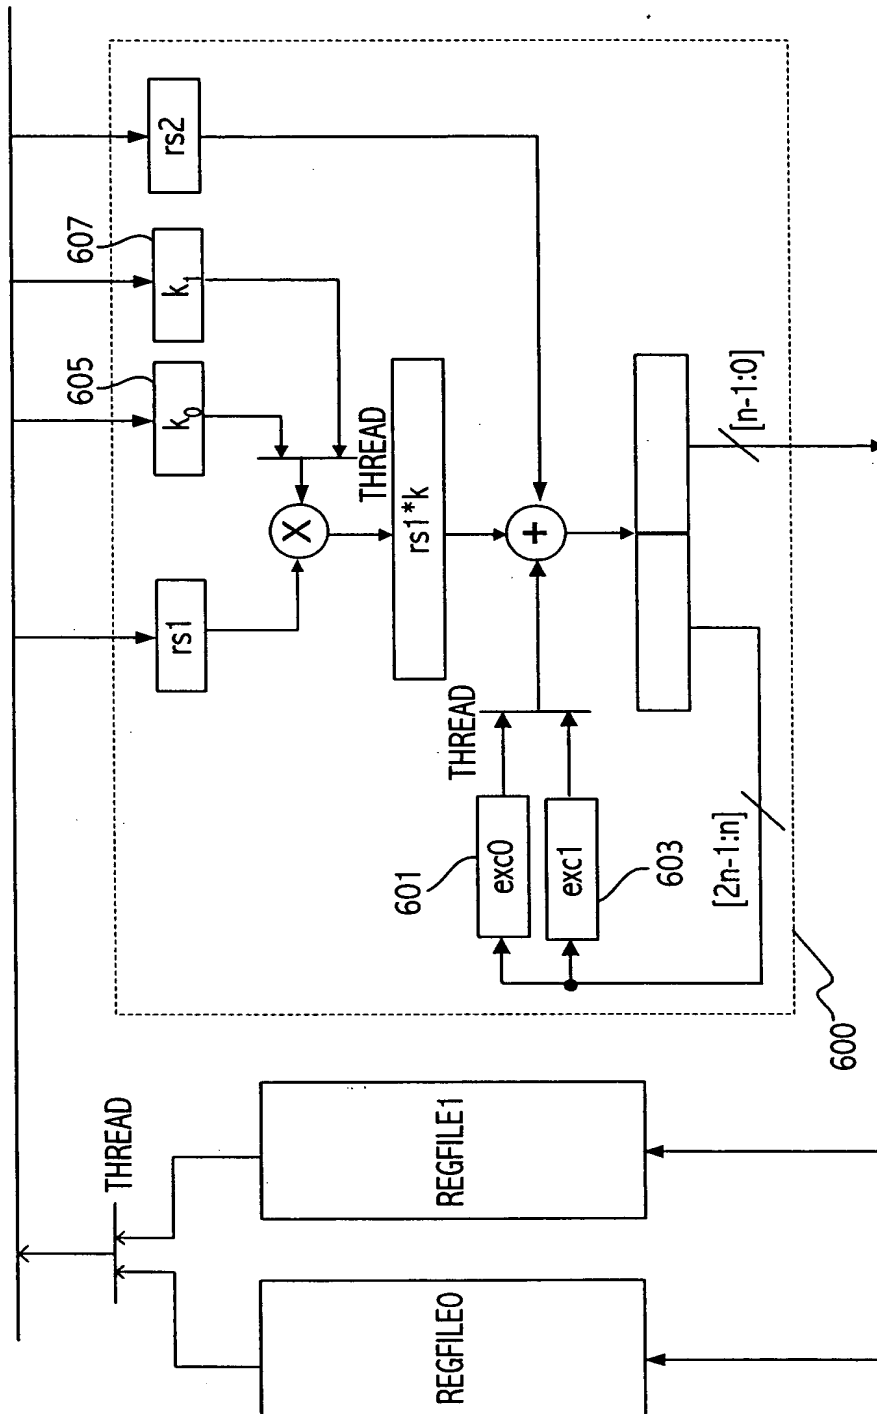 rs2
607
k1
605
k0
rs1
THREAD
rs1*k
X
+
THREAD
exc0
exc1
601
603
[n-1:0]
[2n-1:n]
600
THREAD
REGFILE1
REGFILE0